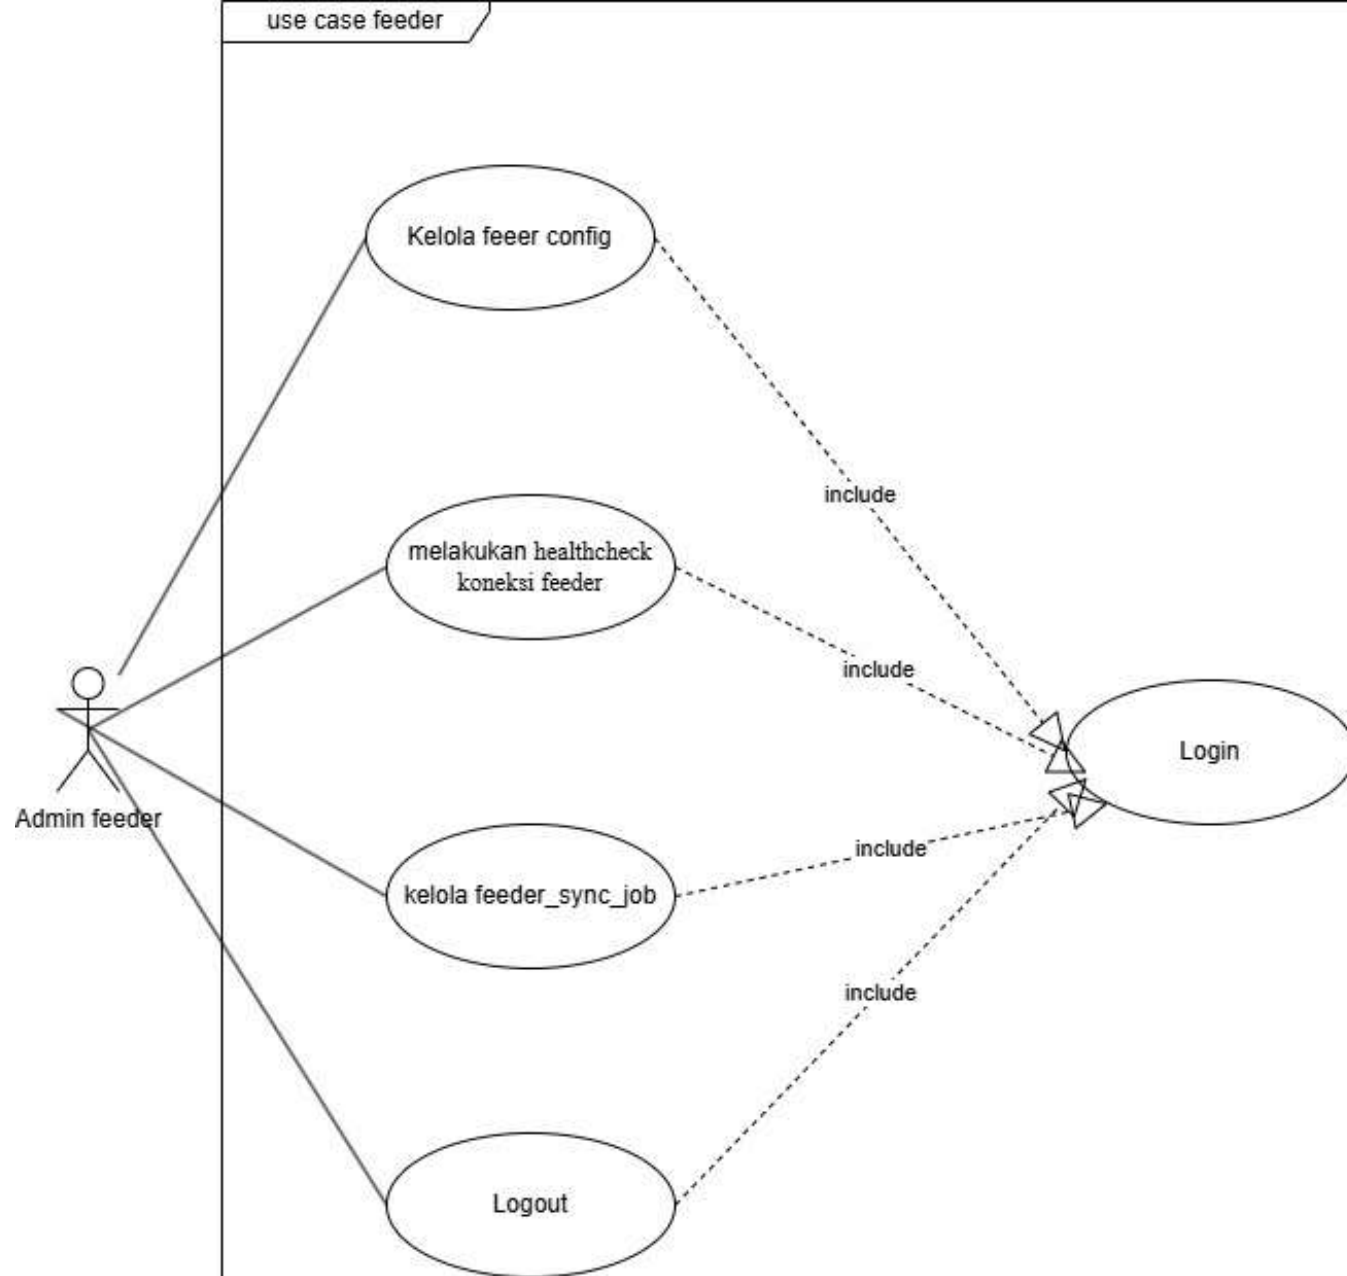 use case feeder
Kelola feeer config
include
melakukan healthcheck
koneksi feeder
include
Login
Admin feeder
include
kelola feeder_sync_job
include
Logout